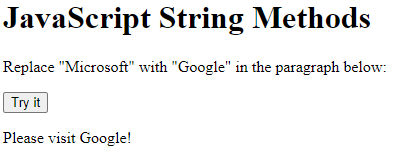 JavaScript String Methods
Replace "Microsoft" with "Google" in the paragraph below:
Try it
Please visit Google!